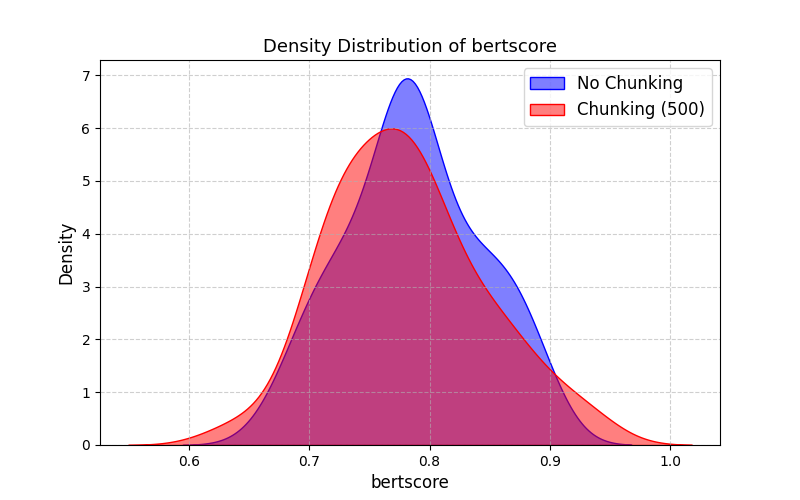 Density Distribution of bertscore
No Chunking
Chunking (500)
Density
7
6
5
4
3
2
1
0
0.6
0.7
0.8
0.9
1.0
bertscore